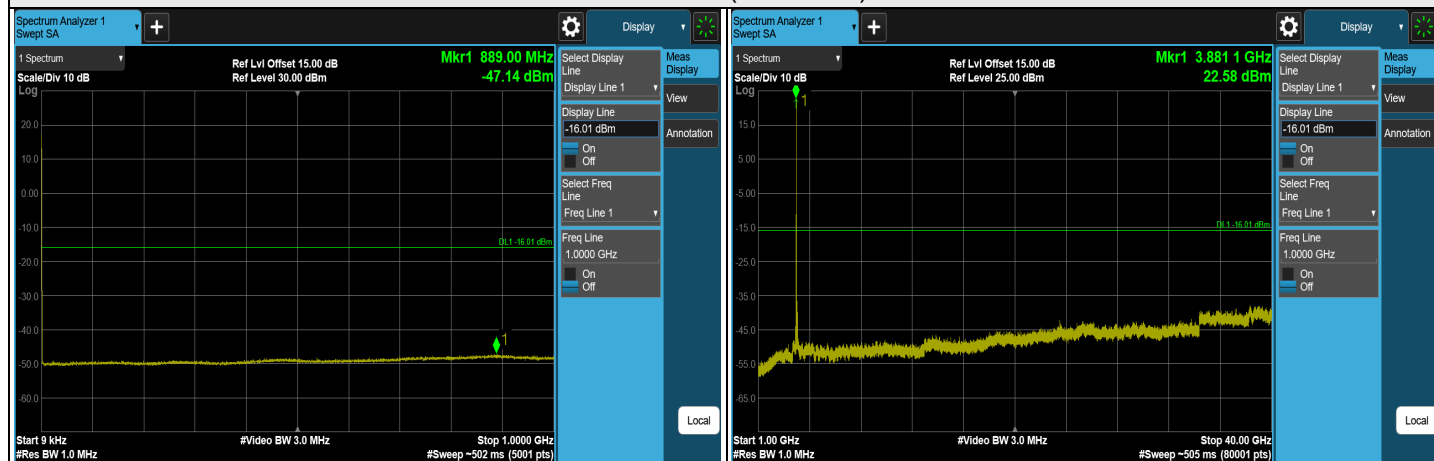 Spectrum Analyzer 1
Swept SA
+
Display
1 Spectrum
Scale/Div 10 dB
Log
Ref Lvl Offset 15.00 dB
Ref Level 30.00 dBm
Mkr1 889.00 MHz
-47.14 dBm
20.0
10.0
0.00
-10.0
-20.0
-30.0
-40.0
-50.0
-60.0
DL1 -16.01 dBm
1
Start 9 kHz
#Res BW 1.0 MHz
#Video BW 3.0 MHz
Stop 1.0000 GHz
#Sweep ~502 ms (5001 pts)
Select Display
Line
Display Line 1
Display Line
-16.01 dBm
On
Off
Select Freq
Line
Freq Line 1
Freq Line
1.0000 GHz
On
Off
Meas
Display
View
Annotation
Local
Spectrum Analyzer 1
Swept SA
+
Display
1 Spectrum
Scale/Div 10 dB
Log
Ref Lvl Offset 15.00 dB
Ref Level 25.00 dBm
Mkr1 3.881 1 GHz
22.58 dBm
1
15.0
5.00
-5.00
-15.0
-25.0
-35.0
-45.0
-55.0
-65.0
DL1 -16.01 dBm
Start 1.00 GHz
#Res BW 1.0 MHz
#Video BW 3.0 MHz
Stop 40.00 GHz
#Sweep ~505 ms (80001 pts)
Select Display
Line
Display Line 1
Display Line
-16.01 dBm
On
Off
Select Freq
Line
Freq Line 1
Freq Line
1.0000 GHz
On
Off
Meas
Display
View
Annotation
Local